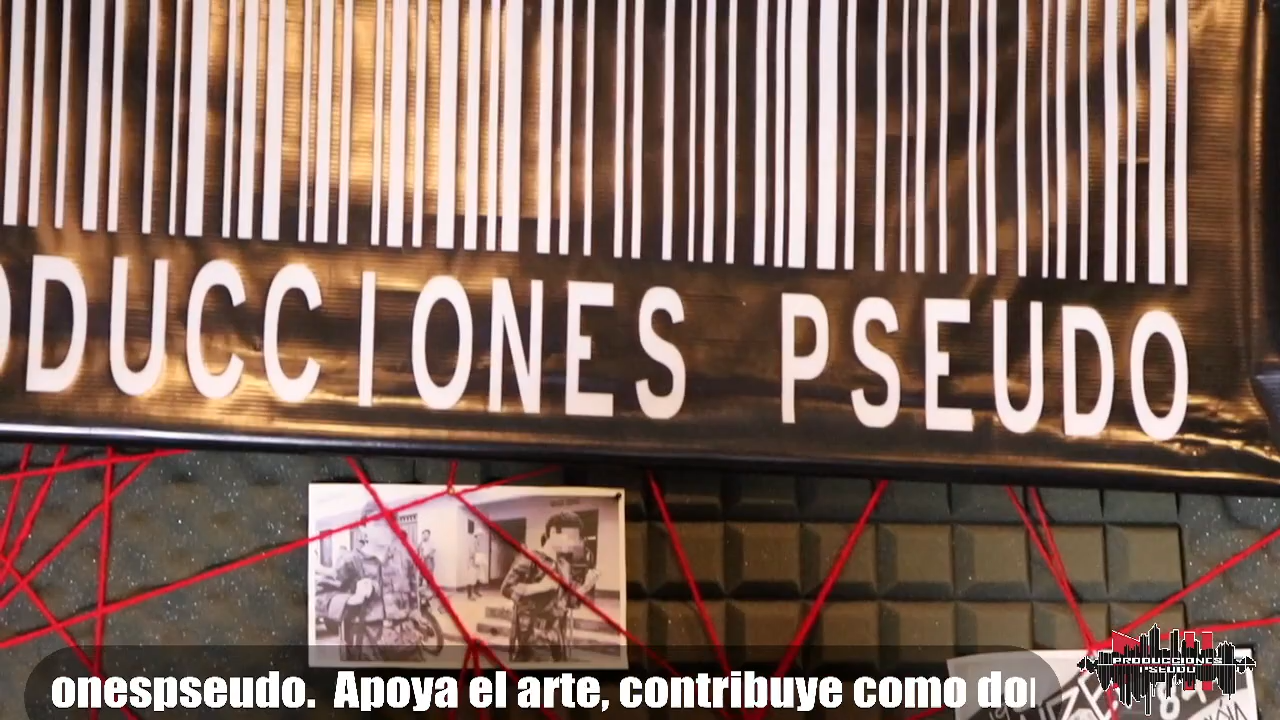 ODUCCIONES PSEUDO
onespseudo.  Apoya el arte, contribuye como do
PRODUCCIONES
PSEUDO